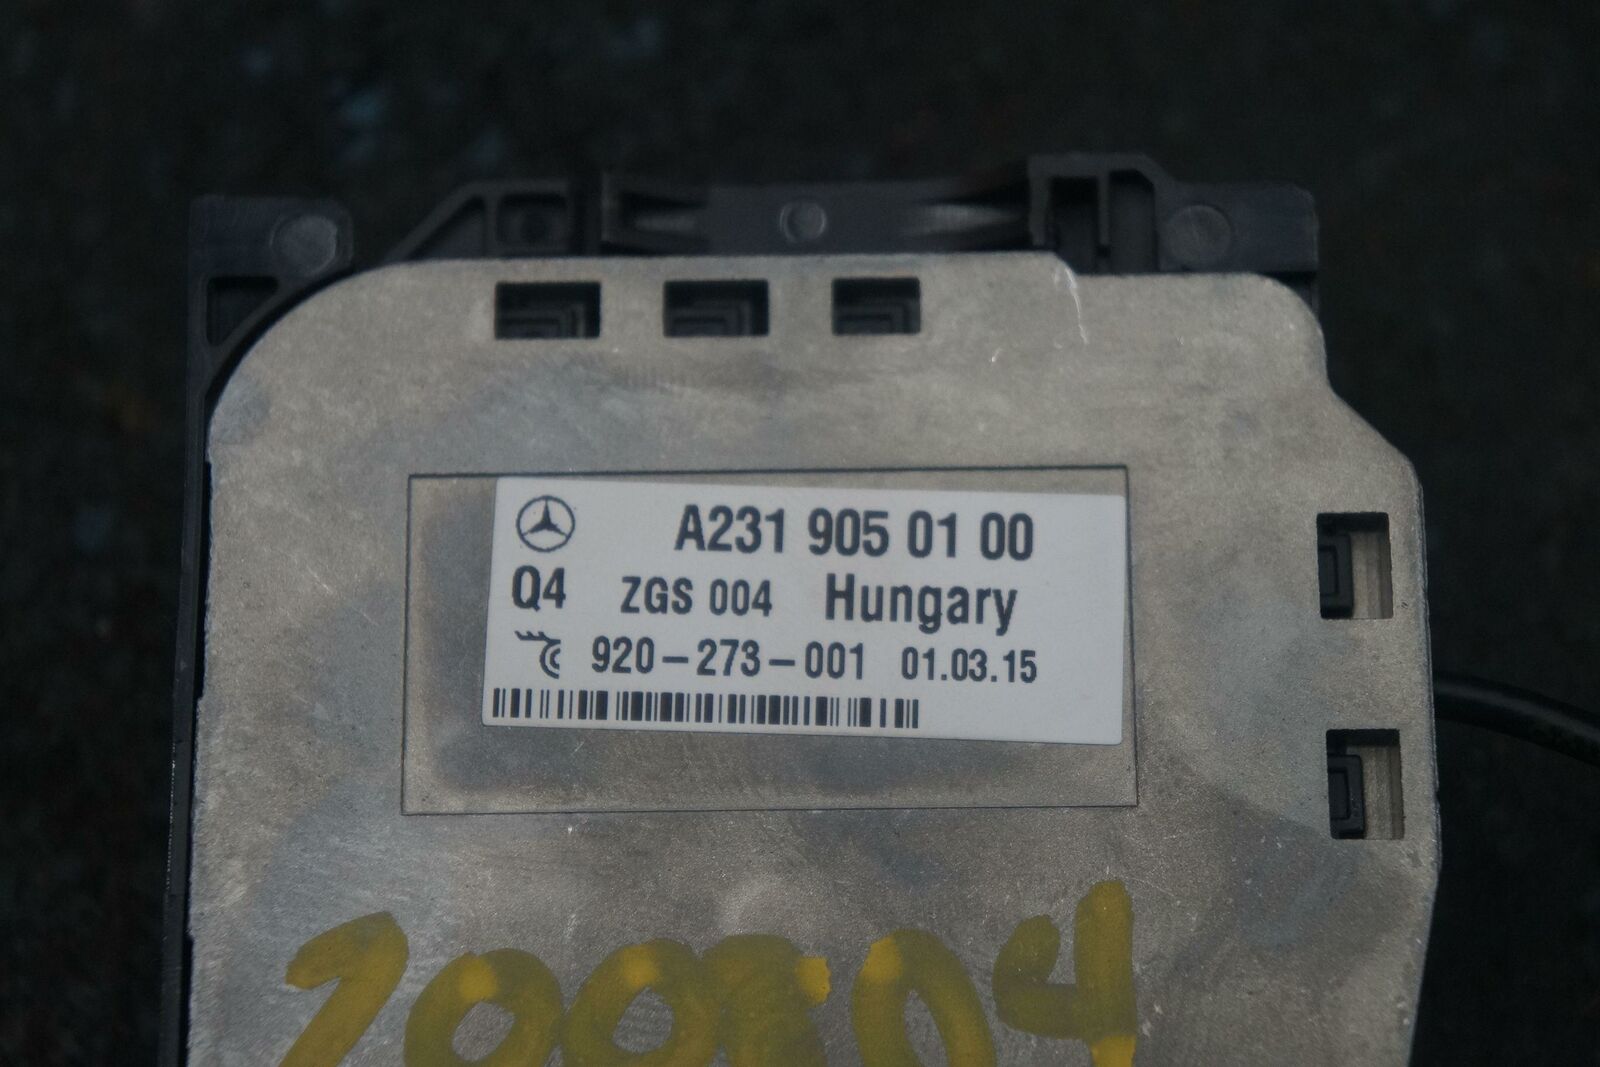 A231 905 01 00
Q4 ZGS 004 Hungary
920-273-001 01.03.15